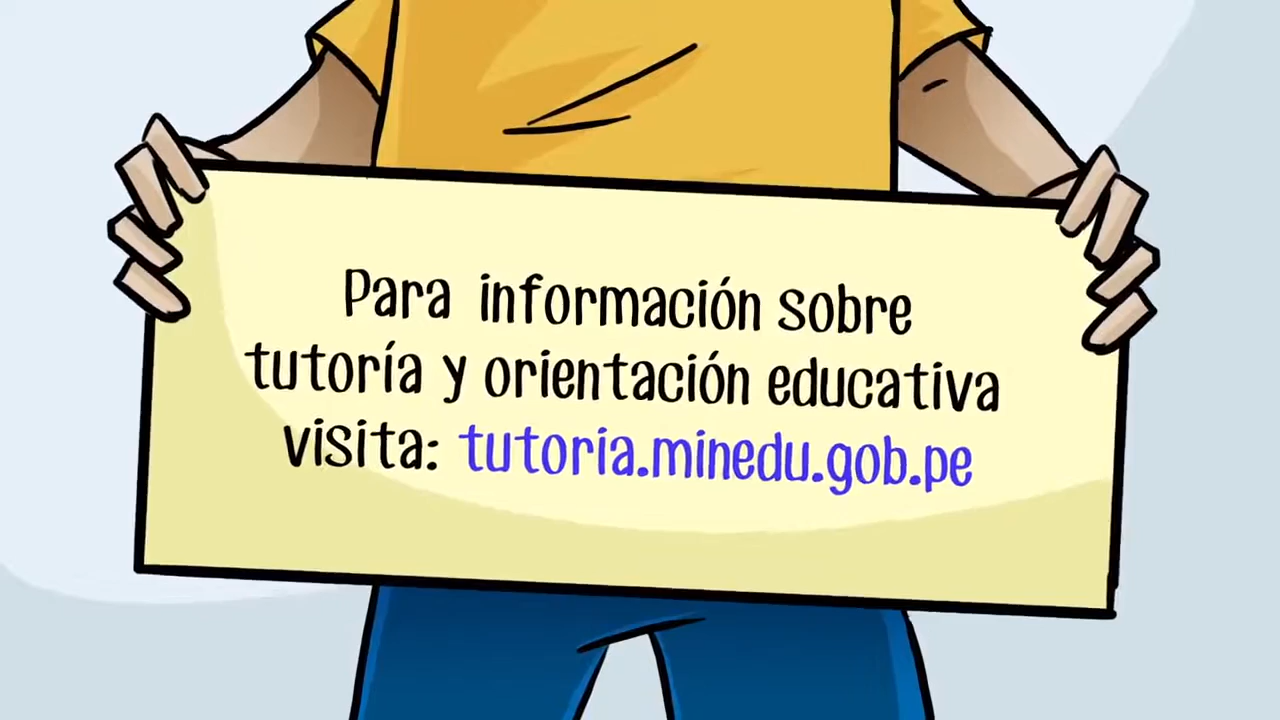 Para información sobre
tutoría y orientación educativa
visita: tutoria.minedu.gob.pe